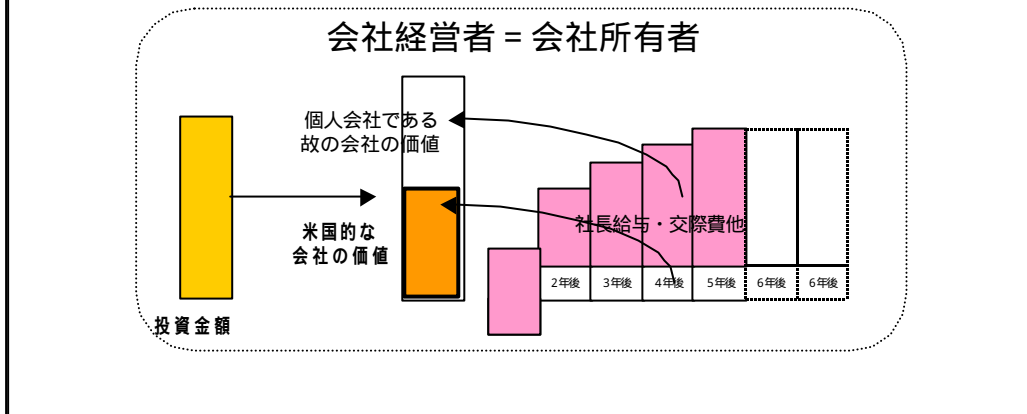 会社経営者 = 会社所有者
個人会社である
故の会社の価値
米国的な
会社の価値
投資金額
社長給与・交際費他
2年後
3年後
4年後
5年後
6年後
6年後